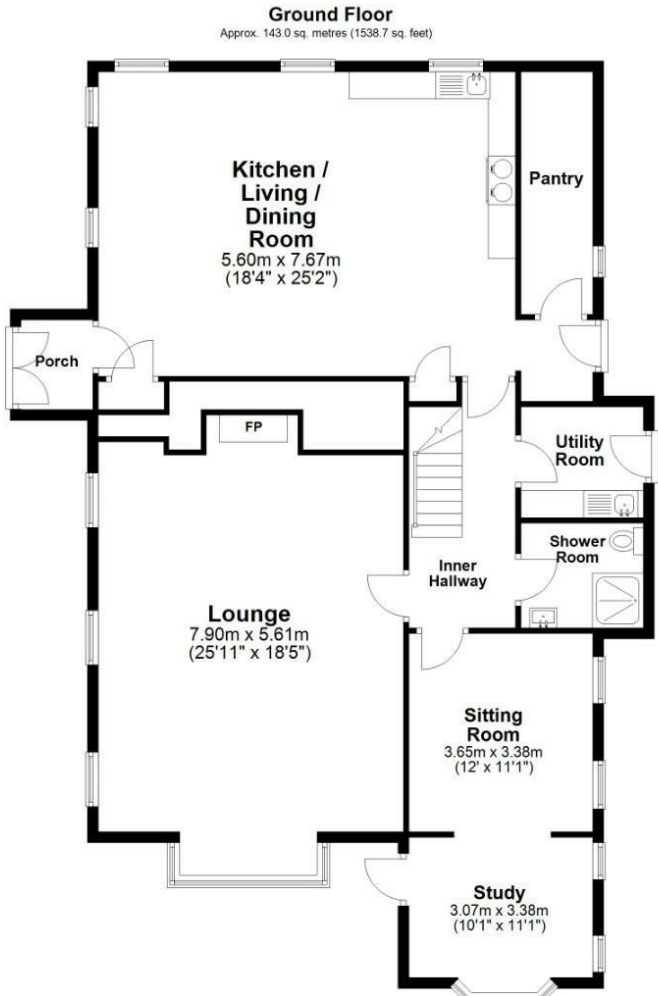 Ground Floor
Approx. 143.0 sq. metres (1538.7 sq. feet)
Kitchen /
Living /
Dining
Room
5.60m x 7.67m
(18'4" x 25'2")
Pantry
Porch
FP
Utility
Room
Shower
Room
Inner
Hallway
Lounge
7.90m x 5.61m
(25'11" x 18'5")
Sitting
Room
3.65m x 3.38m
(12' x 11'1")
Study
3.07m x 3.38m
(10'1" x 11'1")